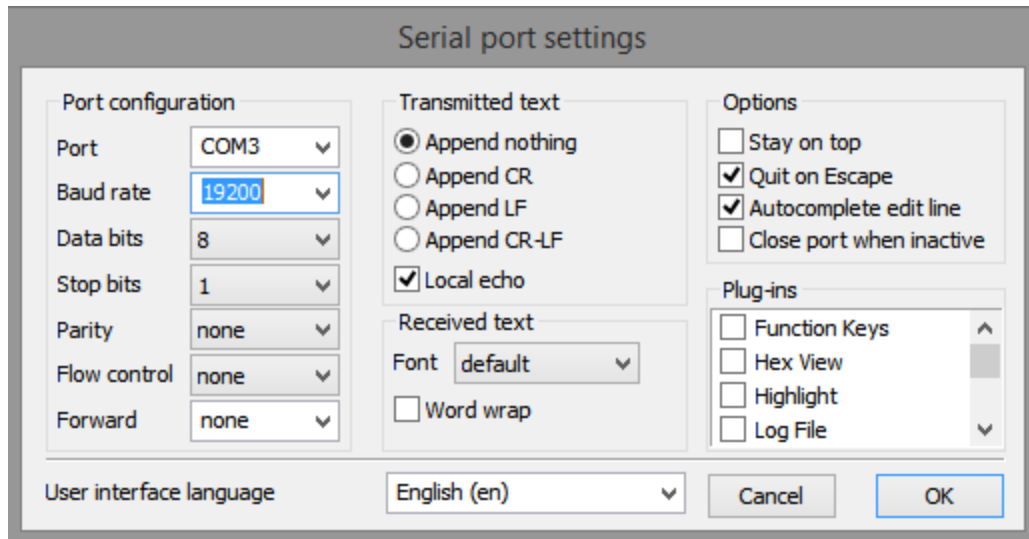 Serial port settings
Port configuration
Port COM3
Baud rate 19200
Data bits 8
Stop bits 1
Parity none
Flow control none
Forward none
Transmitted text
Append nothing
Append CR
Append LF
Append CR-LF
Local echo
Received text
Font default
Word wrap
Options
Stay on top
Quit on Escape
Autocomplete edit line
Close port when inactive
Plug-ins
Function Keys
Hex View
Highlight
Log File
User interface language English (en)
Cancel OK